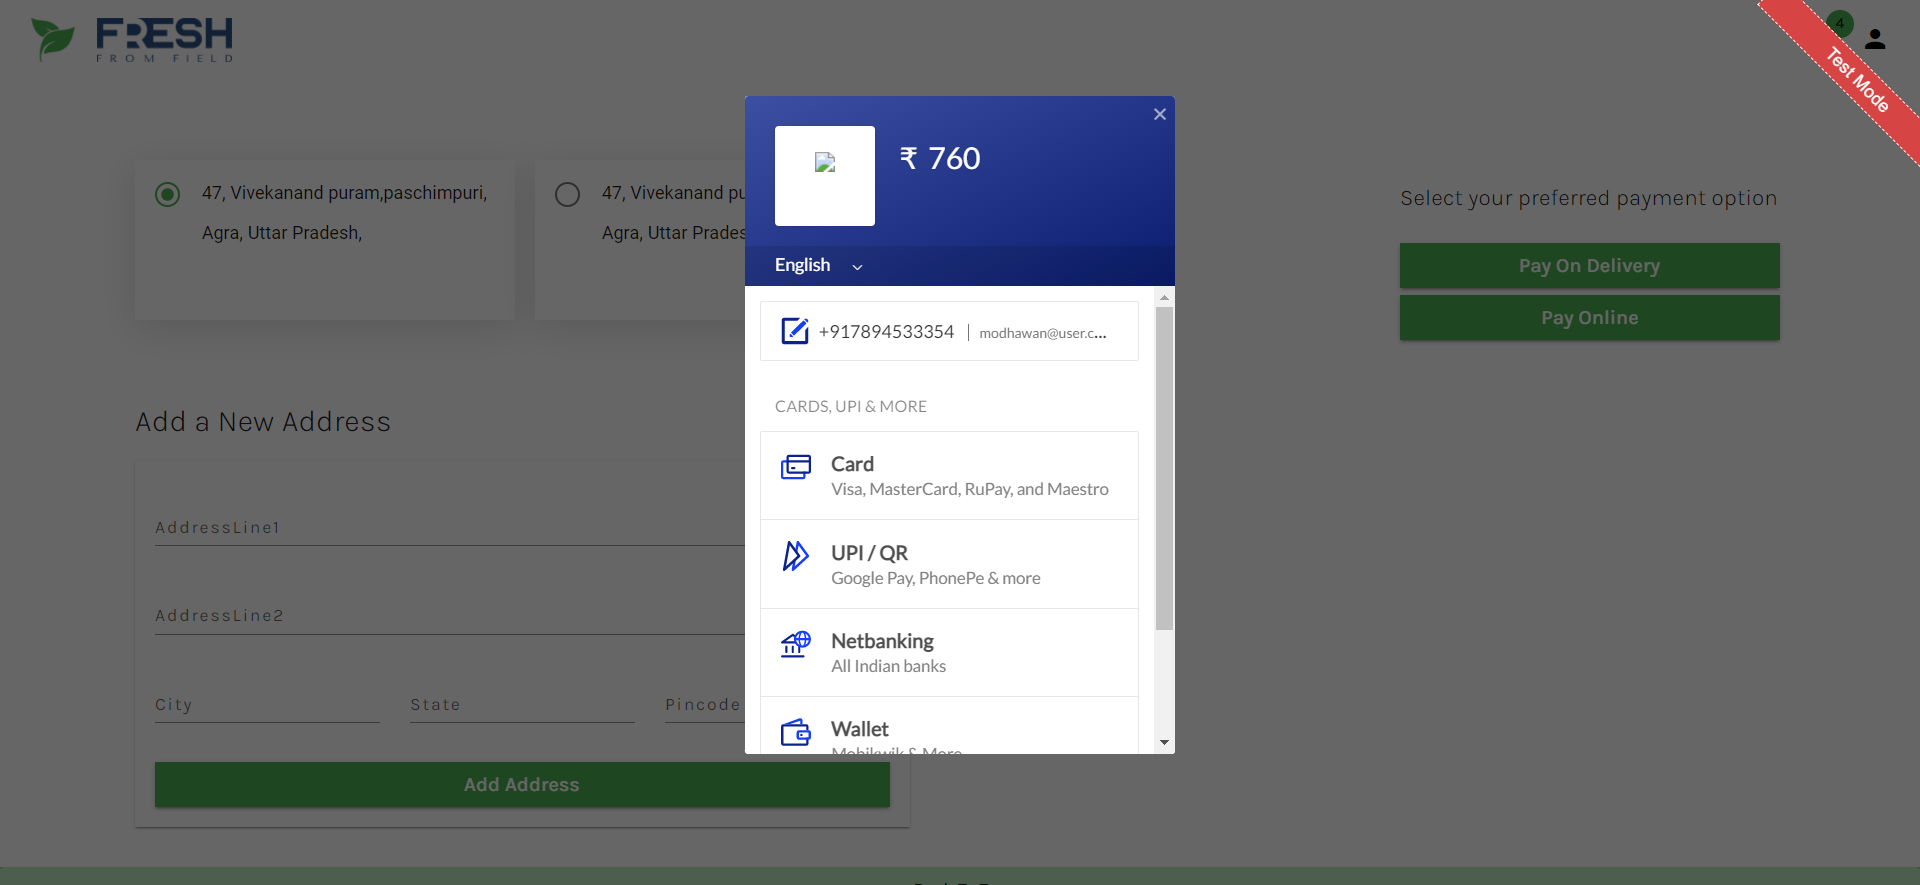 FRESH
FROM FIELD
4
Test Mode
47, Vivekanand puram,paschimpuri,
Agra, Uttar Pradesh,
47, Vivekanand pu
Agra, Uttar Prades
Add a New Address
AddressLine1
AddressLine2
City
State
Pincode
Add Address
₹ 760
English
+917894533354 | modhawan@user.c...
CARDS, UPI & MORE
Card
Visa, MasterCard, RuPay, and Maestro
UPI / QR
Google Pay, PhonePe & more
Netbanking
All Indian banks
Wallet
Mobikwik & More
Select your preferred payment option
Pay On Delivery
Pay Online